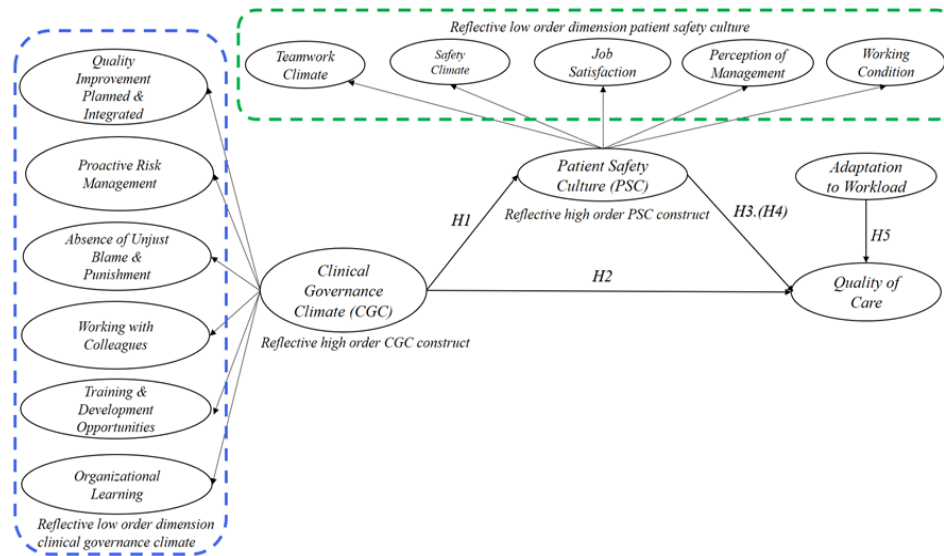 Reflective low order dimension patient safety culture
Teamwork
Climate
Safety
Climate
Job
Satisfaction
Perception of
Management
Working
Condition
Quality
Improvement
Planned &
Integrated
Proactive Risk
Management
Absence of Unjust
Blame &
Punishment
Working with
Colleagues
Training &
Development
Opportunities
Organizational
Learning
Reflective low order dimension
clinical governance climate
Clinical
Governance
Climate (CGC)
Reflective high order CGC construct
H1
Patient Safety
Culture (PSC)
Reflective high order PSC construct
H3.(H4)
H2
Adaptation
to Workload
H5
Quality of
Care